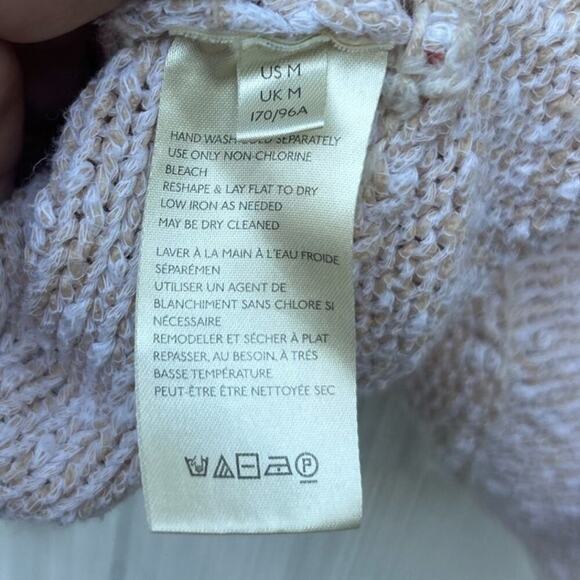 US M
UK M
170/96A
HAND WASH COLD SEPARATELY
USE ONLY NON-CHLORINE
BLEACH
RESHAPE & LAY FLAT TO DRY
LOW IRON AS NEEDED
MAY BE DRY CLEANED
LAVER À LA MAIN À L'EAU FROIDE
SÉPARÉMEN
UTILISER UN AGENT DE
BLANCHIMENT SANS CHLORE SI
NÉCESSAIRE
REMODELER ET SÉCHER À PLAT
REPASSER, AU BESOIN, À TRÉS
BASSE TEMPÉRATURE
PEUT-ÊTRE ÊTRE NETTOYÉE SEC
P